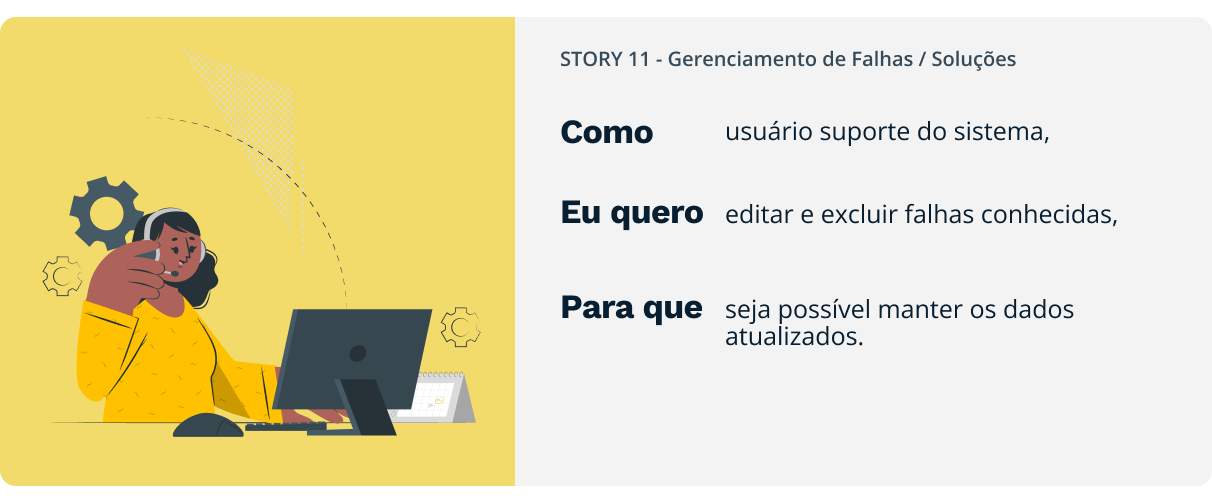 STORY 11 - Gerenciamento de Falhas / Soluções
Como usuário suporte do sistema,
Eu quero editar e excluir falhas conhecidas,
Para que seja possível manter os dados
atualizados.